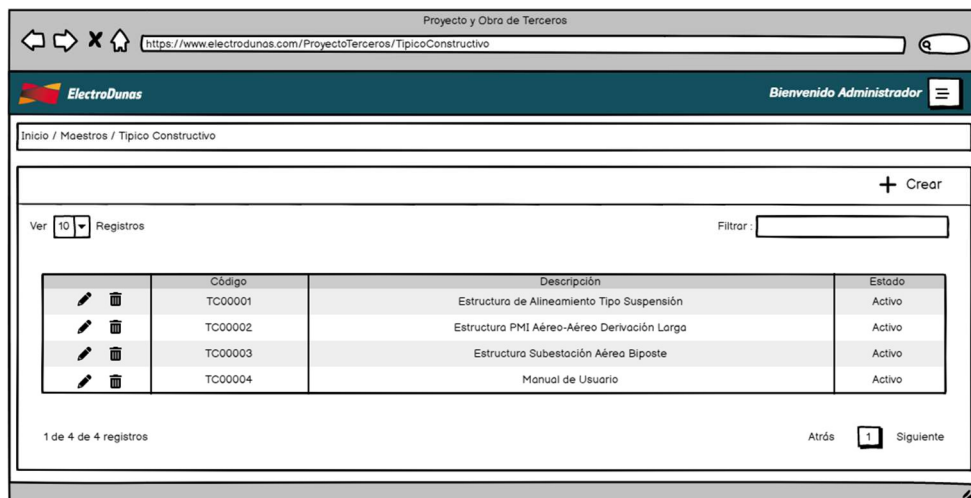 Proyecto y Obra de Terceros
https://www.electrodunas.com/ProyectoTerceros/TipicoConstructivo
ElectroDunas Bienvenido Administrador
Inicio / Maestros / Tipico Constructivo
Crear
Ver 10 Registros Filtrar :
Código Descripción Estado
TC00001 Estructura de Alineamiento Tipo Suspensión Activo
TC00002 Estructura PMI Aéreo-Aéreo Derivación Larga Activo
TC00003 Estructura Subestación Aérea Biposte Activo
TC00004 Manual de Usuario Activo
1 de 4 de 4 registros Atrás 1 Siguiente